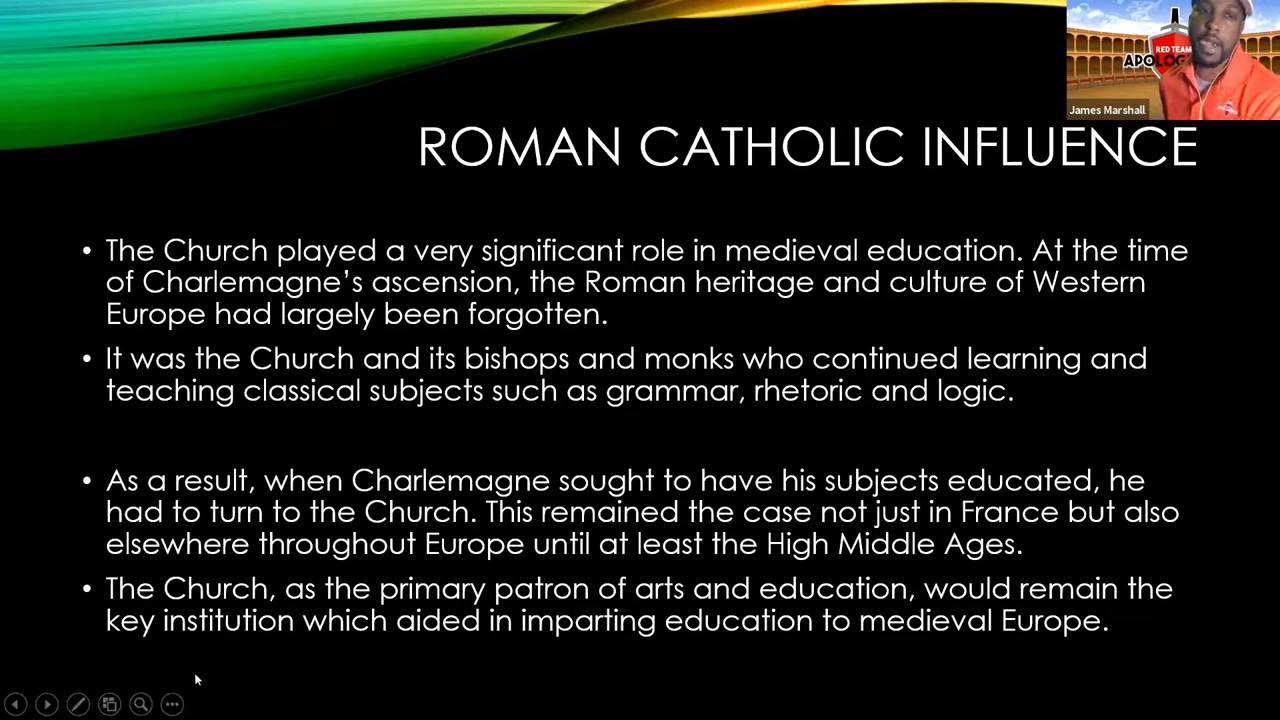 RED TEAM
James Marshall
ROMAN CATHOLIC INFLUENCE
• The Church played a very significant role in medieval education. At the time
of Charlemagne’s ascension, the Roman heritage and culture of Western
Europe had largely been forgotten.
• It was the Church and its bishops and monks who continued learning and
teaching classical subjects such as grammar, rhetoric and logic.
• As a result, when Charlemagne sought to have his subjects educated, he
had to turn to the Church. This remained the case not just in France but also
elsewhere throughout Europe until at least the High Middle Ages.
• The Church, as the primary patron of arts and education, would remain the
key institution which aided in imparting education to medieval Europe.